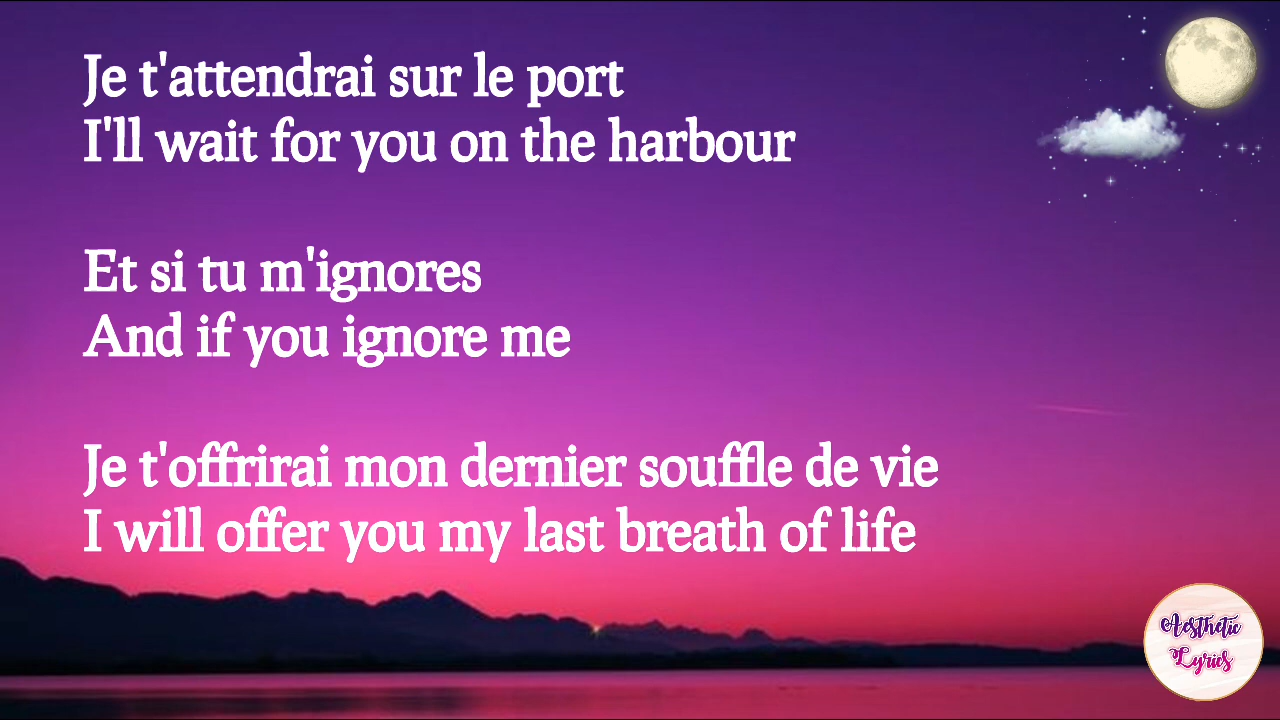 Je t'attendrai sur le port
I'll wait for you on the harbour
Et si tu m'ignores
And if you ignore me
Je t'offrirai mon dernier souffle de vie
I will offer you my last breath of life
Aesthetic
Lyrics